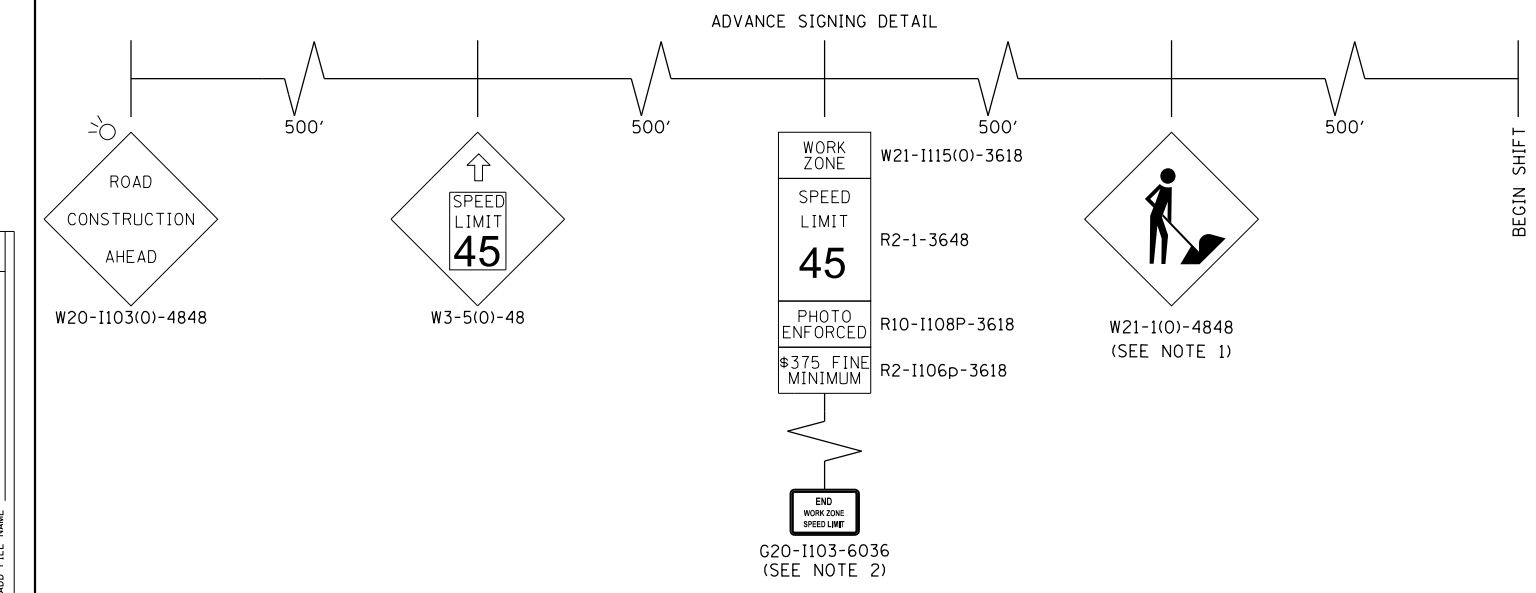 ADVANCE SIGNING DETAIL
500'
500'
500'
500'
BEGIN SHIFT
ROAD
CONSTRUCTION
AHEAD
W20-I103(O)-4848
SPEED
LIMIT
45
W3-5(O)-48
WORK
ZONE
W21-I115(O)-3618
SPEED
LIMIT
45
R2-1-3648
PHOTO
ENFORCED
R10-I108P-3618
$375 FINE
MINIMUM
R2-I106p-3618
END
WORK ZONE
SPEED LIMIT
G20-I103-6036
(SEE NOTE 2)
W21-1(O)-4848
(SEE NOTE 1)
FILE NAME